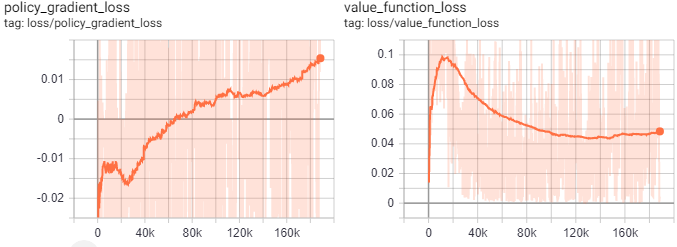 policy_gradient_loss
tag: loss/policy_gradient_loss
0.01
0
-0.01
-0.02
0 40k 80k 120k 160k
value_function_loss
tag: loss/value_function_loss
0.1
0.08
0.06
0.04
0.02
0
0 40k 80k 120k 160k